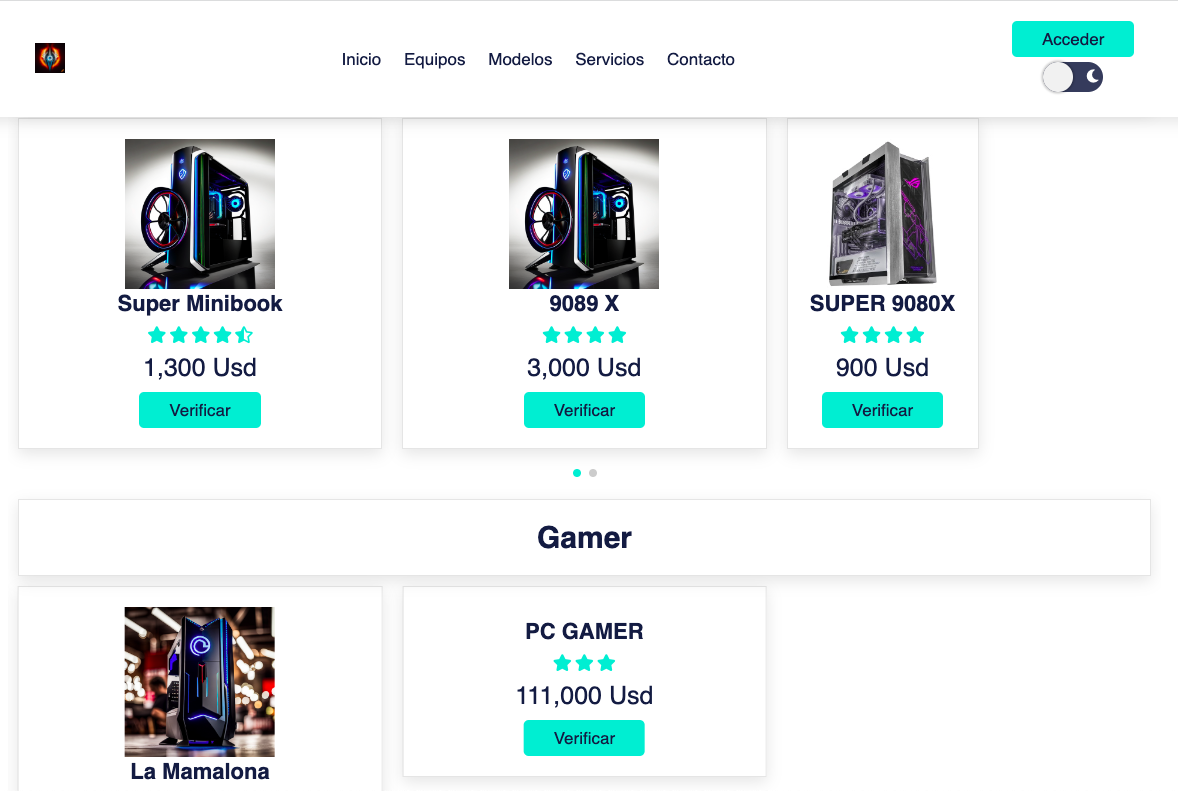 Inicio Equipos Modelos Servicios Contacto
Acceder
Super Minibook
1,300 Usd
Verificar
9089 X
3,000 Usd
Verificar
SUPER 9080X
900 Usd
Verificar
Gamer
La Mamalona
PC GAMER
111,000 Usd
Verificar